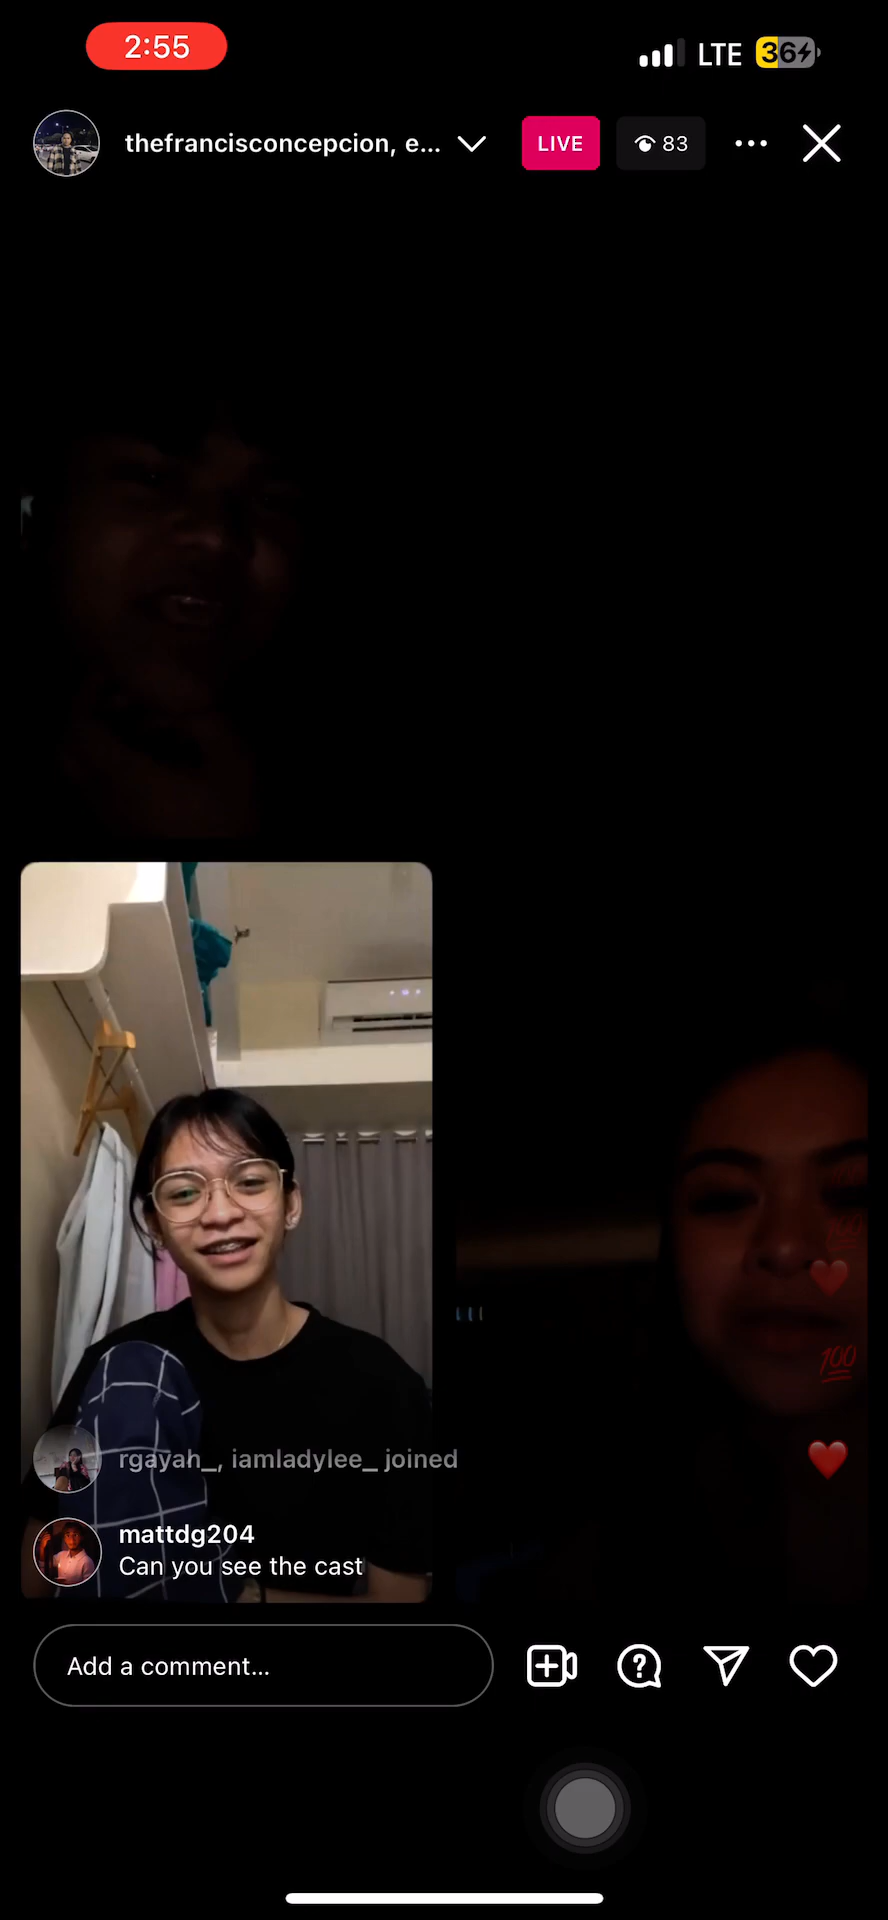 2:55
LTE
36
thefrancisconcepcion, e...
LIVE
83
rgayah_, iamladylee_ joined
mattdg204
Can you see the cast
Add a comment...